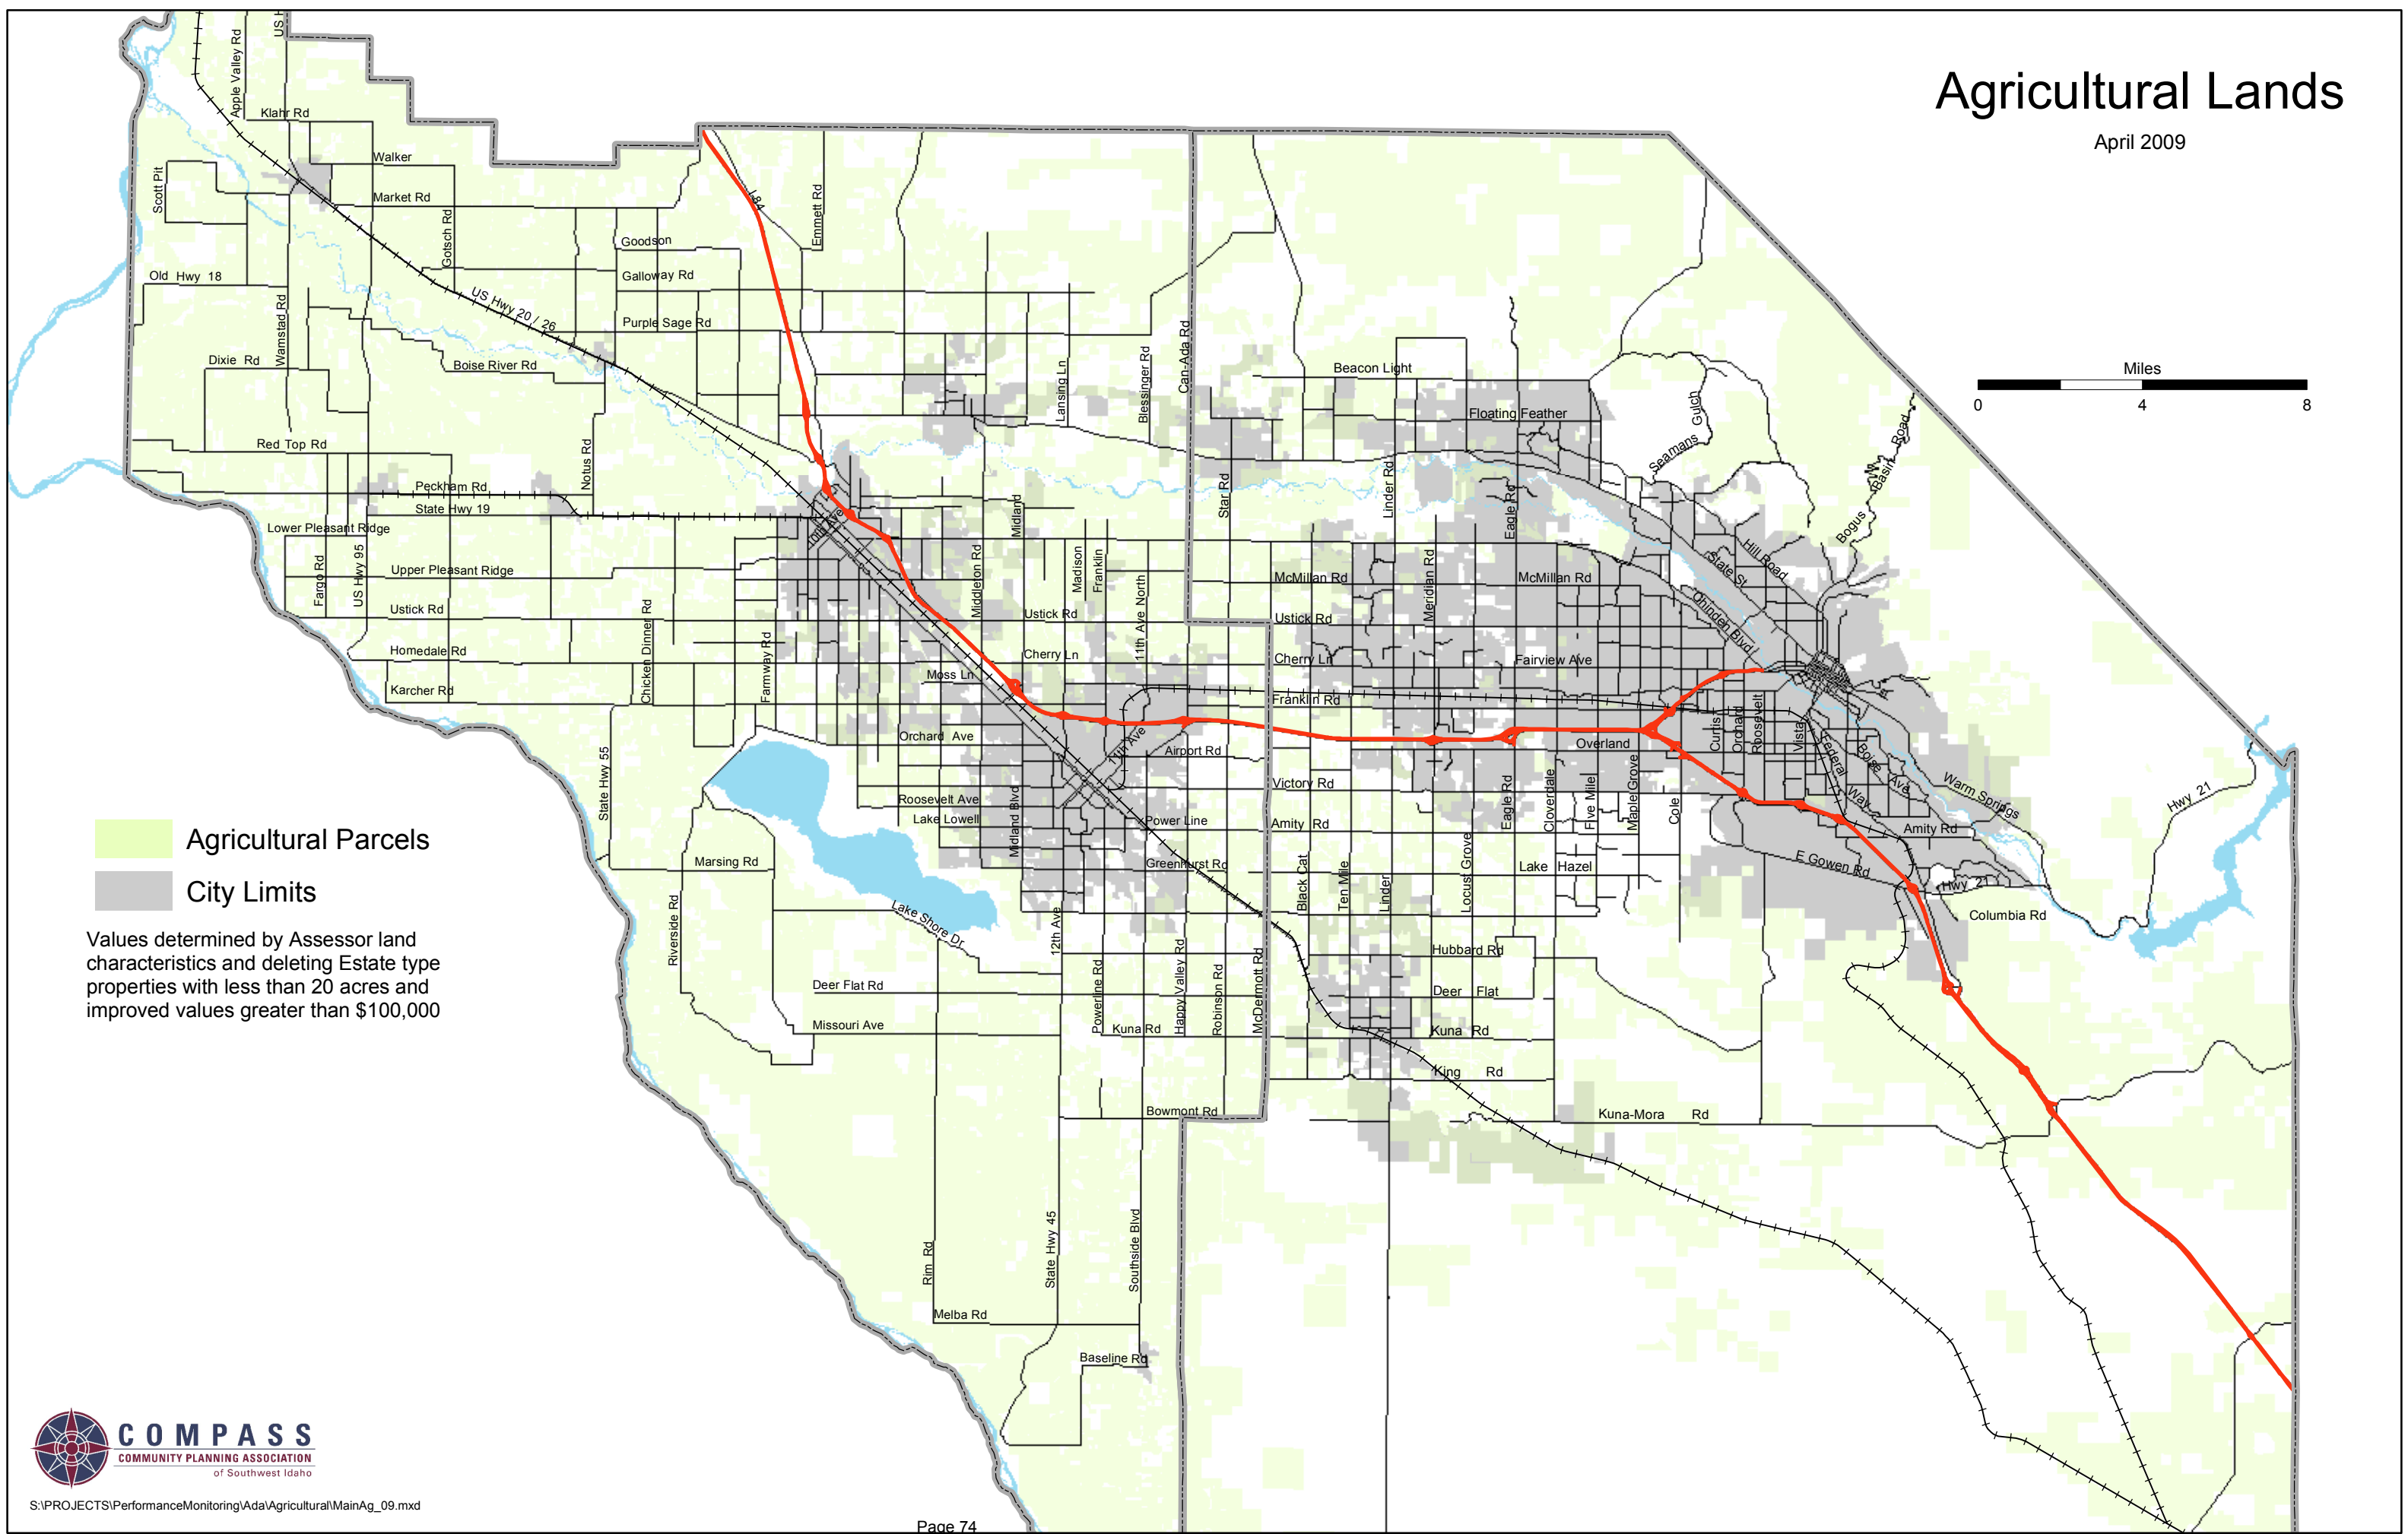 Agricultural Lands
April 2009
Miles
0 4 8
Agricultural Parcels
City Limits
Values determined by Assessor land
characteristics and deleting Estate type
properties with less than 20 acres and
improved values greater than $100,000
COMPASS
COMMUNITY PLANNING ASSOCIATION
of Southwest Idaho
S:\PROJECTS\PerformanceMonitoring\Ada\Agricultural\MainAg_09.mxd
Page 74
US H
Apple Valley Rd
Klahr Rd
Walker
Scott Pit
Market Rd
Gotsch Rd
I-84
Emmett Rd
Goodson
Galloway Rd
Old Hwy 18
US Hwy 20 / 26
Purple Sage Rd
Wamstad Rd
Dixie Rd
Boise River Rd
Lansing Ln
Blessinger Rd
Can-Ada Rd
Beacon Light
Floating Feather
Seamans
Gulch
Bogus
Basin
Road
Red Top Rd
Notus Rd
Peckham Rd
State Hwy 19
Lower Pleasant Ridge
10th Ave
Midland
Star Rd
Linder Rd
Eagle Rd
Fargo Rd
US Hwy 95
Upper Pleasant Ridge
Middleton Rd
Madison
Franklin
11th Ave North
McMillan Rd
Meridian Rd
McMillan Rd
State St
Hill Road
Ustick Rd
Chicken Dinner Rd
Farmway Rd
Ustick Rd
Ustick Rd
Chinden Blvd
Homedale Rd
Cherry Ln
Cherry Ln
Fairview Ave
Karcher Rd
Moss Ln
Franklin Rd
Curtis
Orchard
Roosevelt
Vista
Federal
Way
Boise
Ave
Orchard Ave
11th Ave
Airport Rd
Overland
State Hwy 55
Victory Rd
Eagle Rd
Cloverdale
Five Mile
Maple Grove
Cole
Warm Springs
Hwy 21
Roosevelt Ave
Lake Lowell
Midland Blvd
Power Line
Amity Rd
Amity Rd
Marsing Rd
Greenhurst Rd
Black Cat
Ten Mile
Linder
Locust Grove
Lake Hazel
E Gowen Rd
Hwy 21
Columbia Rd
Riverside Rd
Lake Shore Dr
12th Ave
Hubbard Rd
Deer Flat Rd
Powerline Rd
Happy Valley Rd
Robinson Rd
McDermott Rd
Deer Flat
Missouri Ave
Kuna Rd
Kuna Rd
King Rd
Bowmont Rd
Kuna-Mora Rd
Rim Rd
State Hwy 45
Southside Blvd
Melba Rd
Baseline Rd